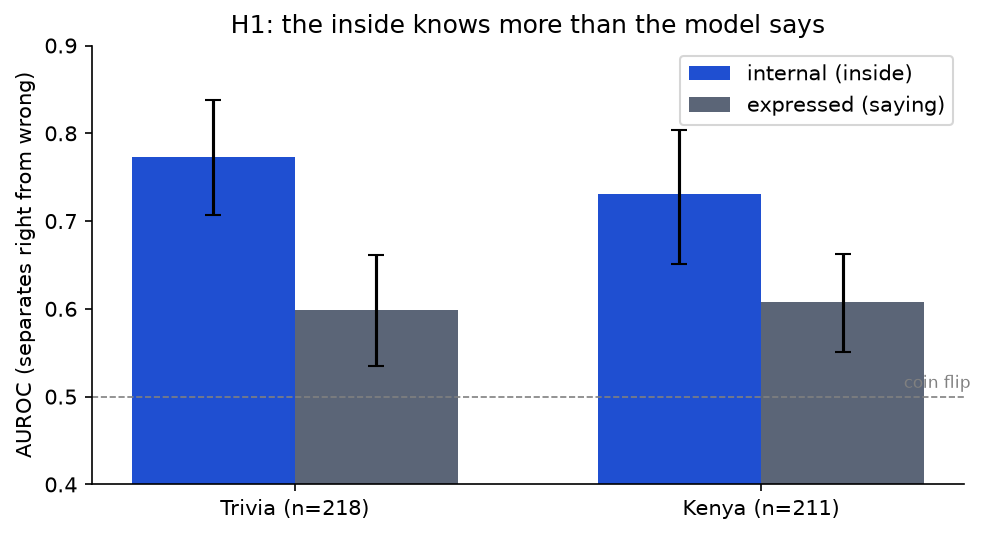 H1: the inside knows more than the model says
AUROC (separates right from wrong)
0.9
0.8
0.7
0.6
0.5
0.4
internal (inside)
expressed (saying)
coin flip
Trivia (n=218)
Kenya (n=211)